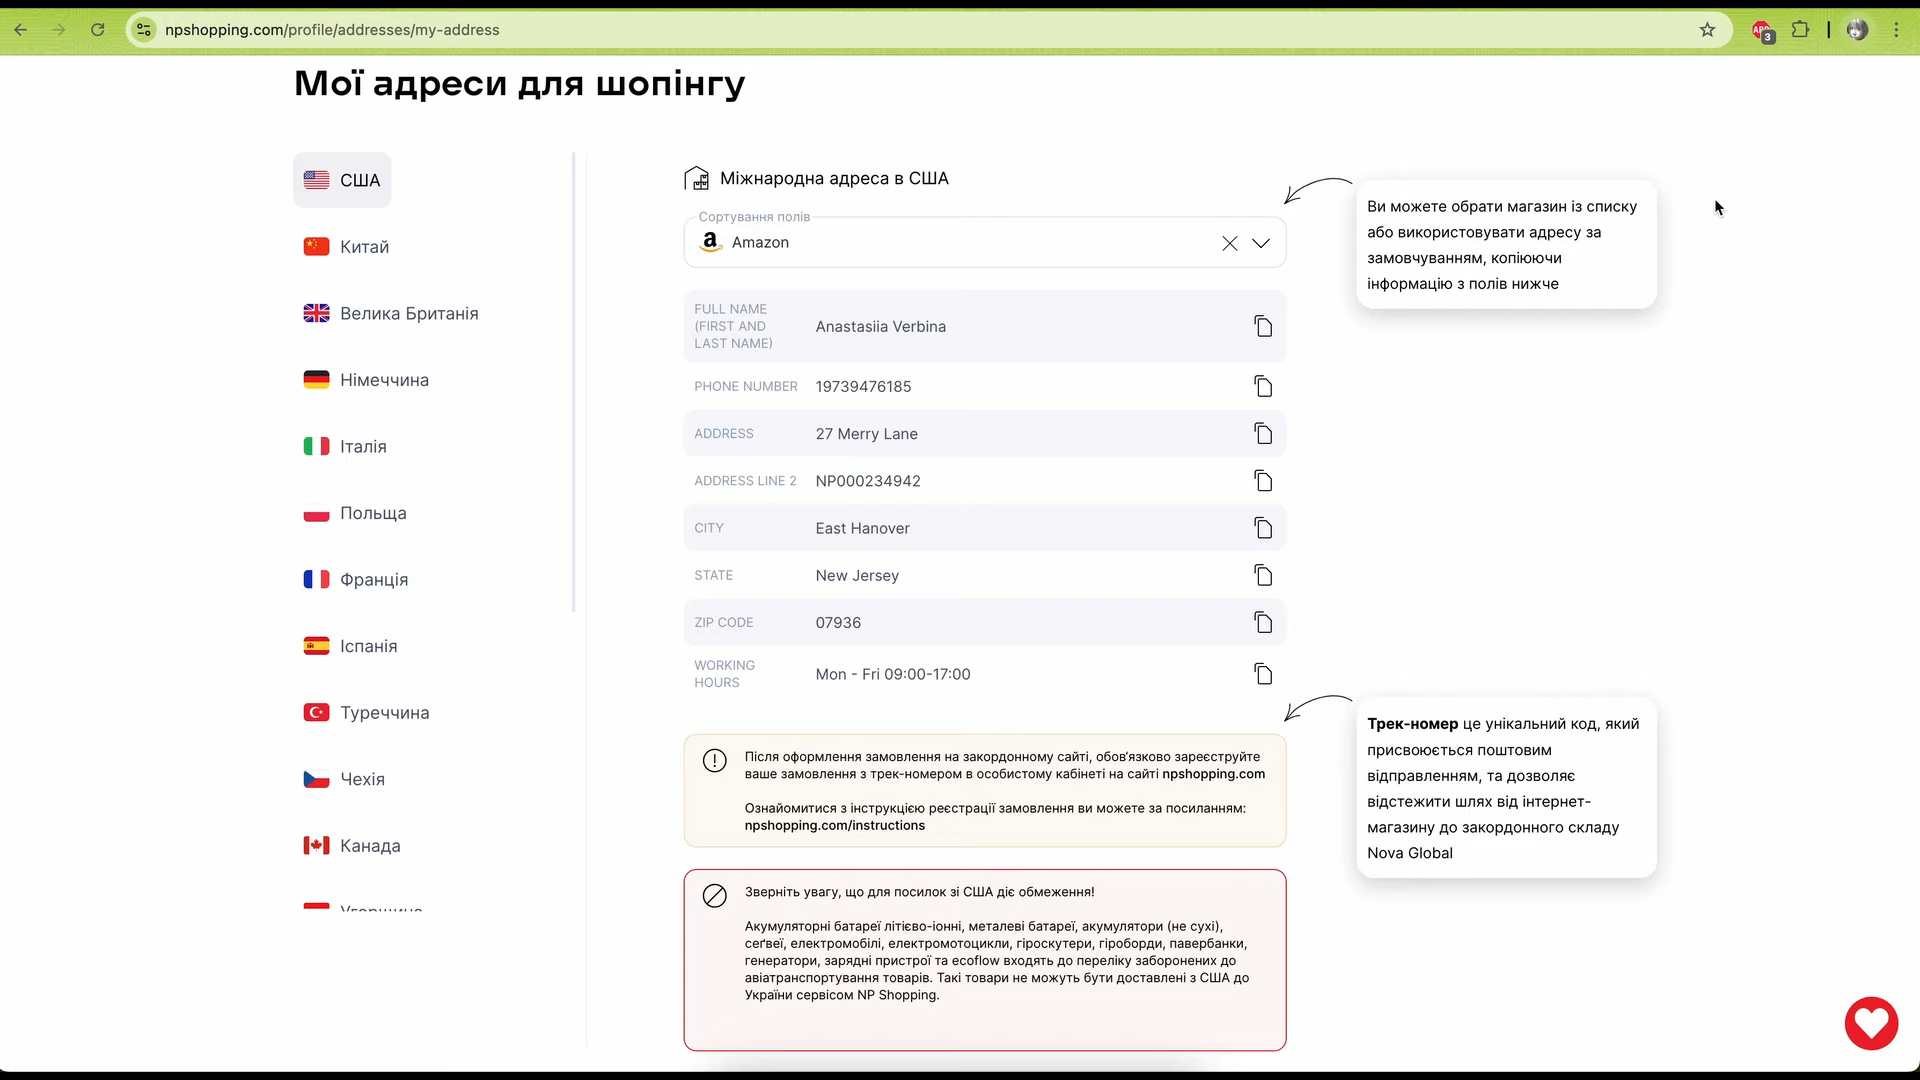 npshopping.com/profile/addresses/my-address
ABP
3
Мої адреси для шопінгу
США
Китай
Велика Британія
Німеччина
Італія
Польща
Франція
Іспанія
Туреччина
Чехія
Канада
Угорщина
Міжнародна адреса в США
Сортування полів
a
Amazon
FULL NAME
(FIRST AND
LAST NAME)
Anastasiia Verbina
PHONE NUMBER
19739476185
ADDRESS
27 Merry Lane
ADDRESS LINE 2
NP000234942
CITY
East Hanover
STATE
New Jersey
ZIP CODE
07936
WORKING
HOURS
Mon - Fri 09:00-17:00
Після оформлення замовлення на закордонному сайті, обов’язково зареєструйте
ваше замовлення з трек-номером в особистому кабінеті на сайті npshopping.com
Ознайомитися з інструкцією реєстрації замовлення ви можете за посиланням:
npshopping.com/instructions
Зверніть увагу, що для посилок зі США діє обмеження!
Акумуляторні батареї літієво-іонні, металеві батареї, акумулятори (не сухі),
сеґвеї, електромобілі, електромотоцикли, гіроскутери, гіроборди, павербанки,
генератори, зарядні пристрої та ecoflow входять до переліку заборонених до
авіатранспортування товарів. Такі товари не можуть бути доставлені з США до
України сервісом NP Shopping.
Ви можете обрати магазин із списку
або використовувати адресу за
замовчуванням, копіюючи
інформацію з полів нижче
Трек-номер це унікальний код, який
присвоюється поштовим
відправленням, та дозволяє
відстежити шлях від інтернет-
магазину до закордонного складу
Nova Global